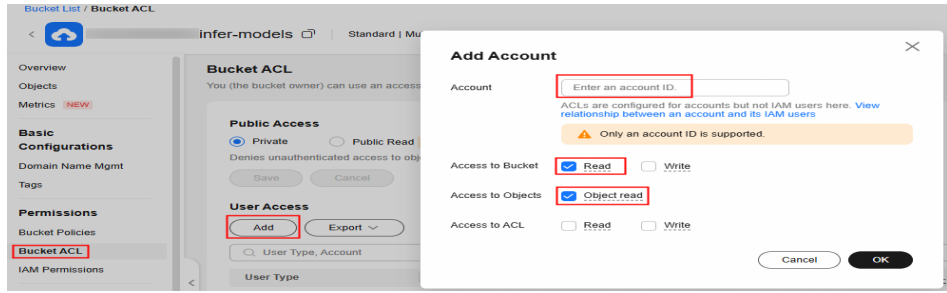 Bucket List / Bucket ACL
infer-models
Standard | Mu
Overview
Objects
Metrics NEW
Basic
Configurations
Domain Name Mgmt
Tags
Permissions
Bucket Policies
Bucket ACL
IAM Permissions
Bucket ACL
You (the bucket owner) can use an access
Public Access
Private
Public Read
Denies unauthenticated access to obj
Save
Cancel
User Access
Add
Export
User Type, Account
User Type
Add Account
Account
Enter an account ID.
ACLs are configured for accounts but not IAM users here. View
relationship between an account and its IAM users
Only an account ID is supported.
Access to Bucket
Read
Write
Access to Objects
Object read
Access to ACL
Read
Write
Cancel
OK